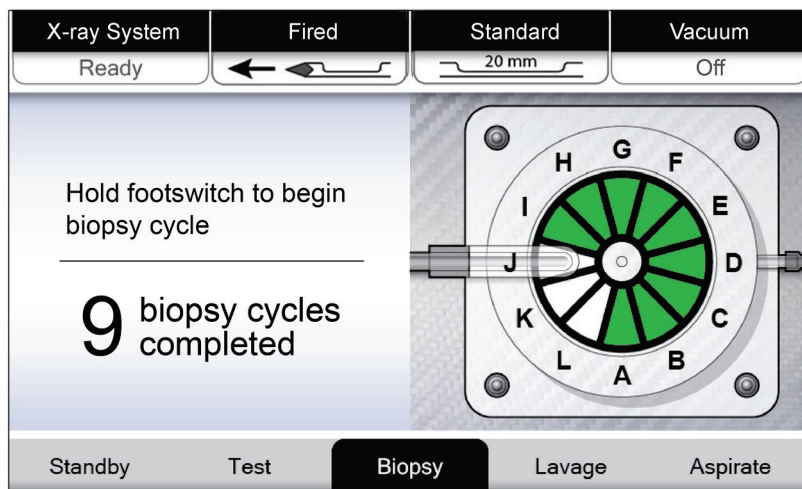 X-ray System Fired Standard Vacuum
Ready 20 mm Off
Hold footswitch to begin
biopsy cycle
9 biopsy cycles
completed
G
H F
I E
J D
K C
L B
A
Standby Test Biopsy Lavage Aspirate